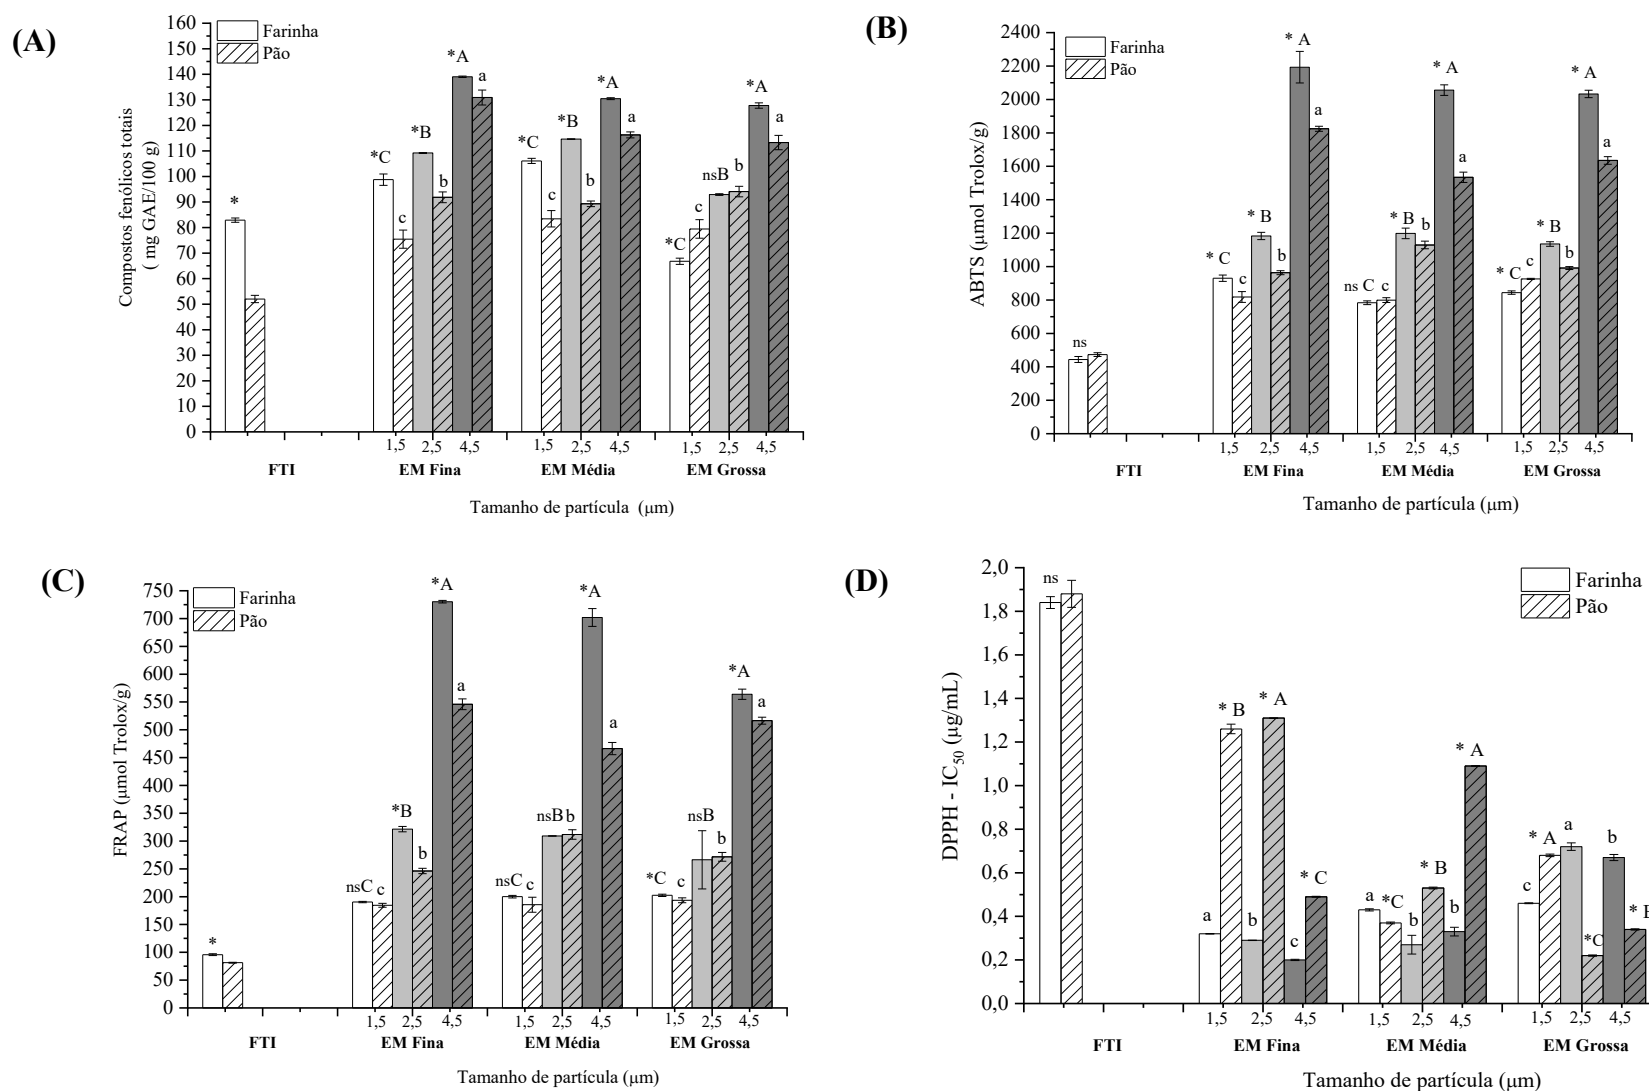 (A)
160
150
140
130
120
110
100
90
80
70
60
50
40
30
20
10
0
Compostos fenólicos totais
( mg GAE/100 g)
Farinha
Pão
*
*C
c
*B
b
*A
a
*C
c
*B
b
*A
a
*C
c
nsB
b
*A
a
1,5 2,5 4,5 1,5 2,5 4,5 1,5 2,5 4,5
FTI EM Fina EM Média EM Grossa
Tamanho de partícula (μm)
(B)
2400
2200
2000
1800
1600
1400
1200
1000
800
600
400
200
0
ABTS (μmol Trolox/g)
Farinha
Pão
ns
* C
c
* B
b
* A
a
ns C
c
* B
b
* A
a
* C
c
* B
b
* A
a
1,5 2,5 4,5 1,5 2,5 4,5 1,5 2,5 4,5
FTI EM Fina EM Média EM Grossa
Tamanho de partícula (μm)
(C)
750
700
650
600
550
500
450
400
350
300
250
200
150
100
50
0
FRAP (μmol Trolox/g)
Farinha
Pão
*
nsC
c
*B
b
*A
a
nsC
c
nsB
b
*A
a
*C
c
nsB
b
*A
a
1,5 2,5 4,5 1,5 2,5 4,5 1,5 2,5 4,5
FTI EM Fina EM Média EM Grossa
Tamanho de partícula (μm)
(D)
2,0
1,8
1,6
1,4
1,2
1,0
0,8
0,6
0,4
0,2
0,0
DPPH - IC50 (μg/mL)
Farinha
Pão
ns
a
* B
b
* A
c
* C
a
*C
b
* B
b
* A
c
* A
a
*C
b
* B
1,5 2,5 4,5 1,5 2,5 4,5 1,5 2,5 4,5
FTI EM Fina EM Média EM Grossa
Tamanho de partícula (μm)